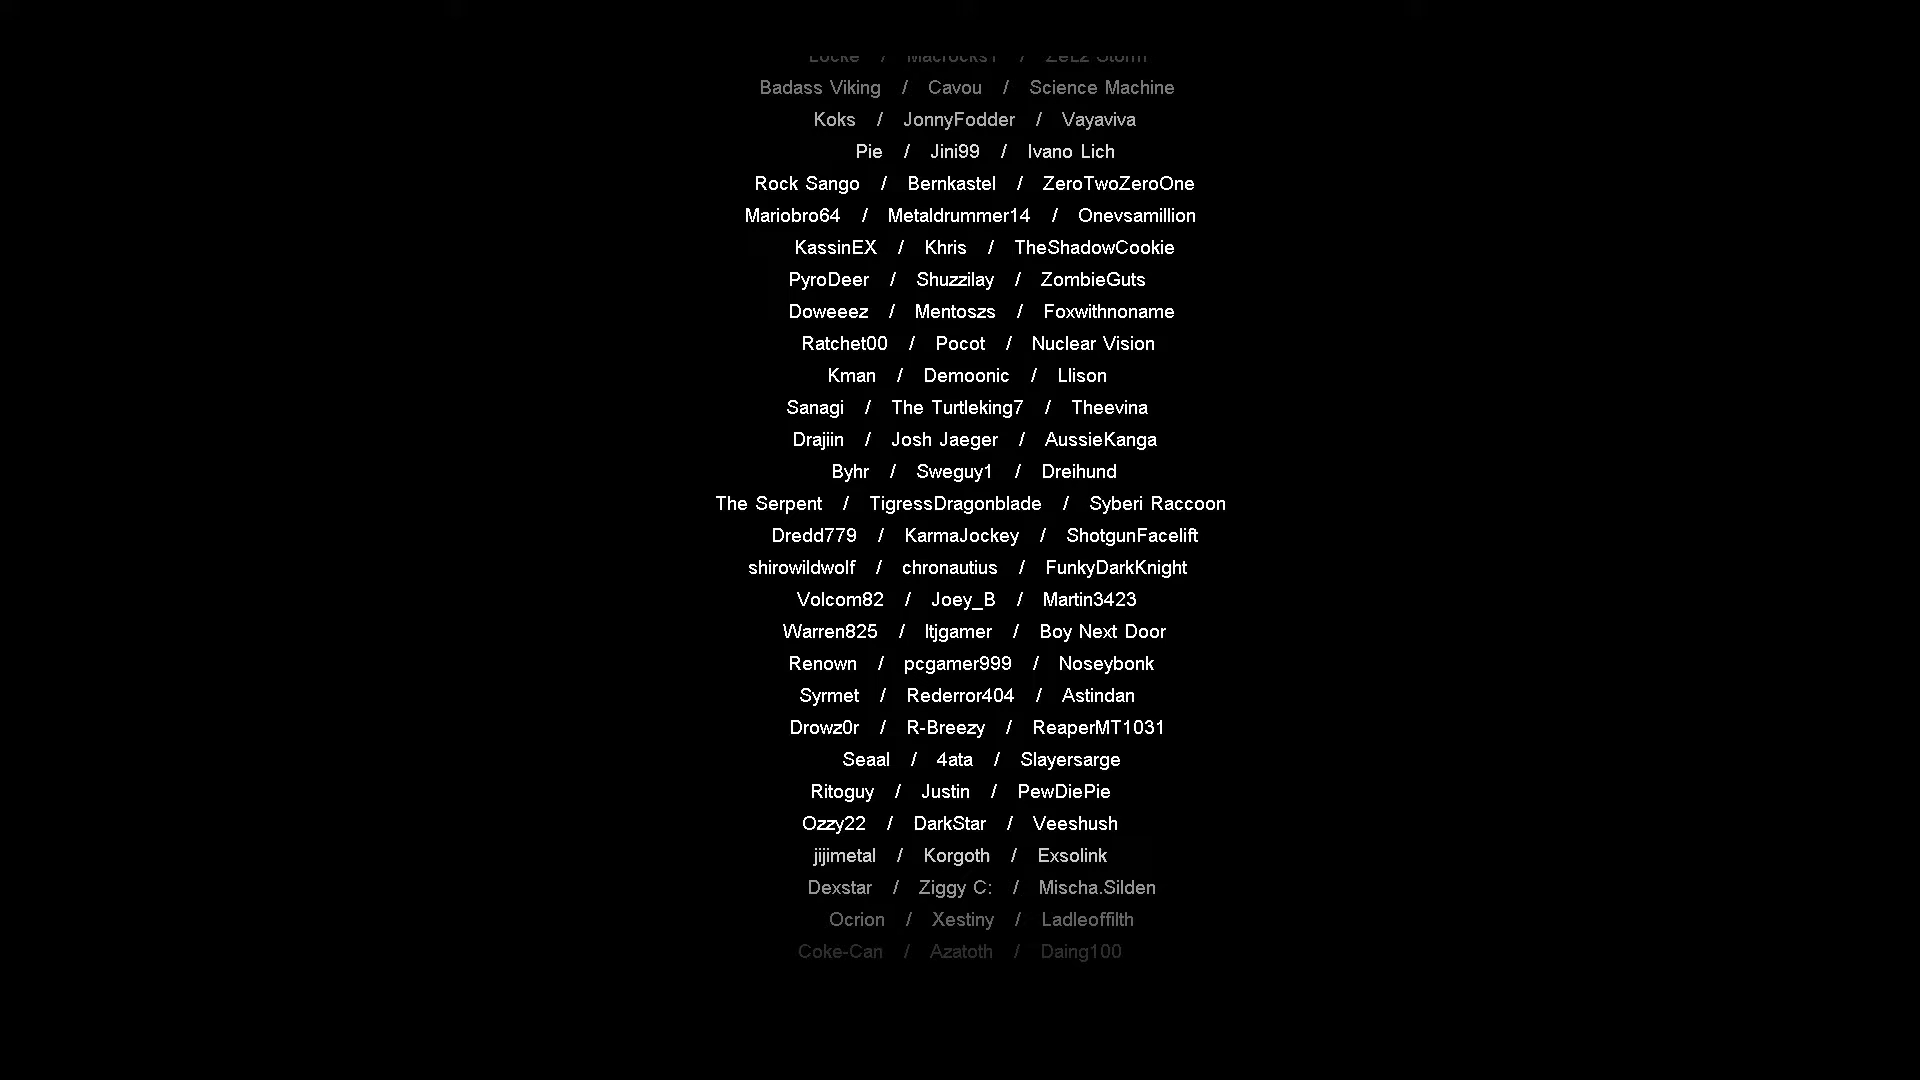 Locke / Macrocks1 / ZeL2 Storm
Badass Viking / Cavou / Science Machine
Koks / JonnyFodder / Vayaviva
Pie / Jini99 / Ivano Lich
Rock Sango / Bernkastel / ZeroTwoZeroOne
Mariobro64 / Metaldrummer14 / Onevsamillion
KassinEX / Khris / TheShadowCookie
PyroDeer / Shuzzilay / ZombieGuts
Doweeez / Mentoszs / Foxwithnoname
Ratchet00 / Pocot / Nuclear Vision
Kman / Demoonic / Llison
Sanagi / The Turtleking7 / Theevina
Drajiin / Josh Jaeger / AussieKanga
Byhr / Sweguy1 / Dreihund
The Serpent / TigressDragonblade / Syberi Raccoon
Dredd779 / KarmaJockey / ShotgunFacelift
shirowildwolf / chronautius / FunkyDarkKnight
Volcom82 / Joey_B / Martin3423
Warren825 / ltjgamer / Boy Next Door
Renown / pcgamer999 / Noseybonk
Syrmet / Rederror404 / Astindan
Drowz0r / R-Breezy / ReaperMT1031
Seaal / 4ata / Slayersarge
Ritoguy / Justin / PewDiePie
Ozzy22 / DarkStar / Veeshush
jijimetal / Korgoth / Exsolink
Dexstar / Ziggy C: / Mischa.Silden
Ocrion / Xestiny / Ladleoffilth
Coke-Can / Azatoth / Daing100